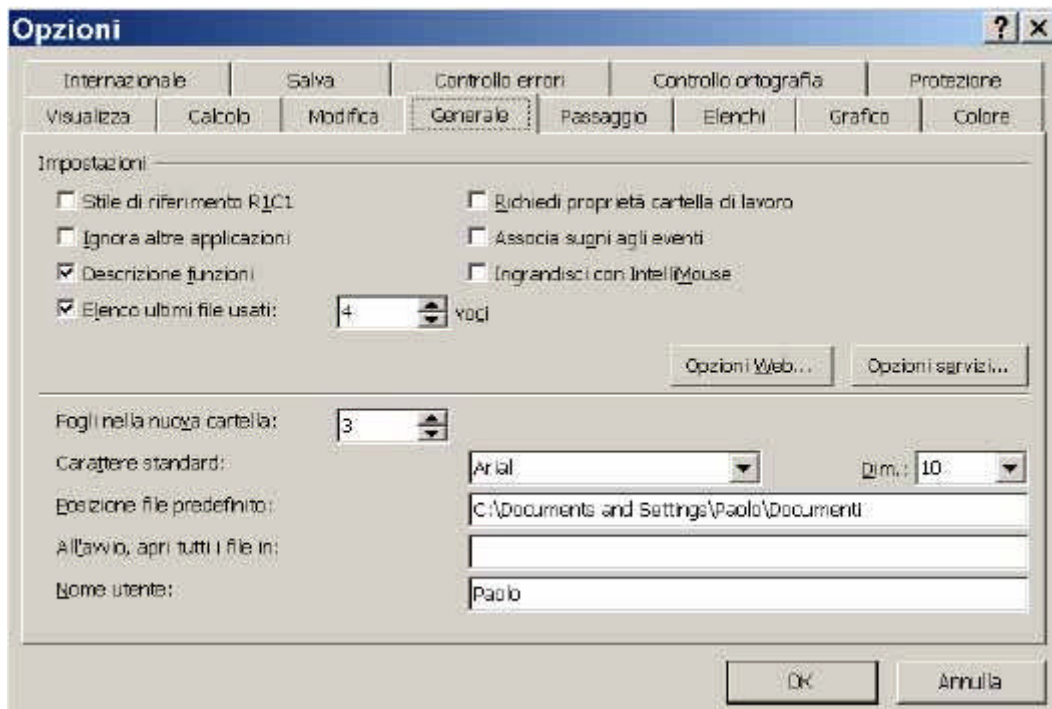 Opzioni
Internazionale Salva Controllo errori Controllo ortografia Protezione
Visualizza Calcolo Modifica Generale Passaggio Elenchi Grafico Colore
Impostazioni
Stile di riferimento R1C1 Richiedi proprietà cartella di lavoro
Ignora altre applicazioni Associa suoni agli eventi
Descrizione funzioni Ingrandisci con IntelliMouse
Elenco ultimi file usati: 4 voci
Opzioni Web... Opzioni servizi...
Fogli nella nuova cartella: 3
Carattere standard: Arial Dim.: 10
Posizione file predefinito: C:\Documents and Settings\Paolo\Documenti
All'avvio, apri tutti i file in:
Nome utente: Paolo
OK Annulla